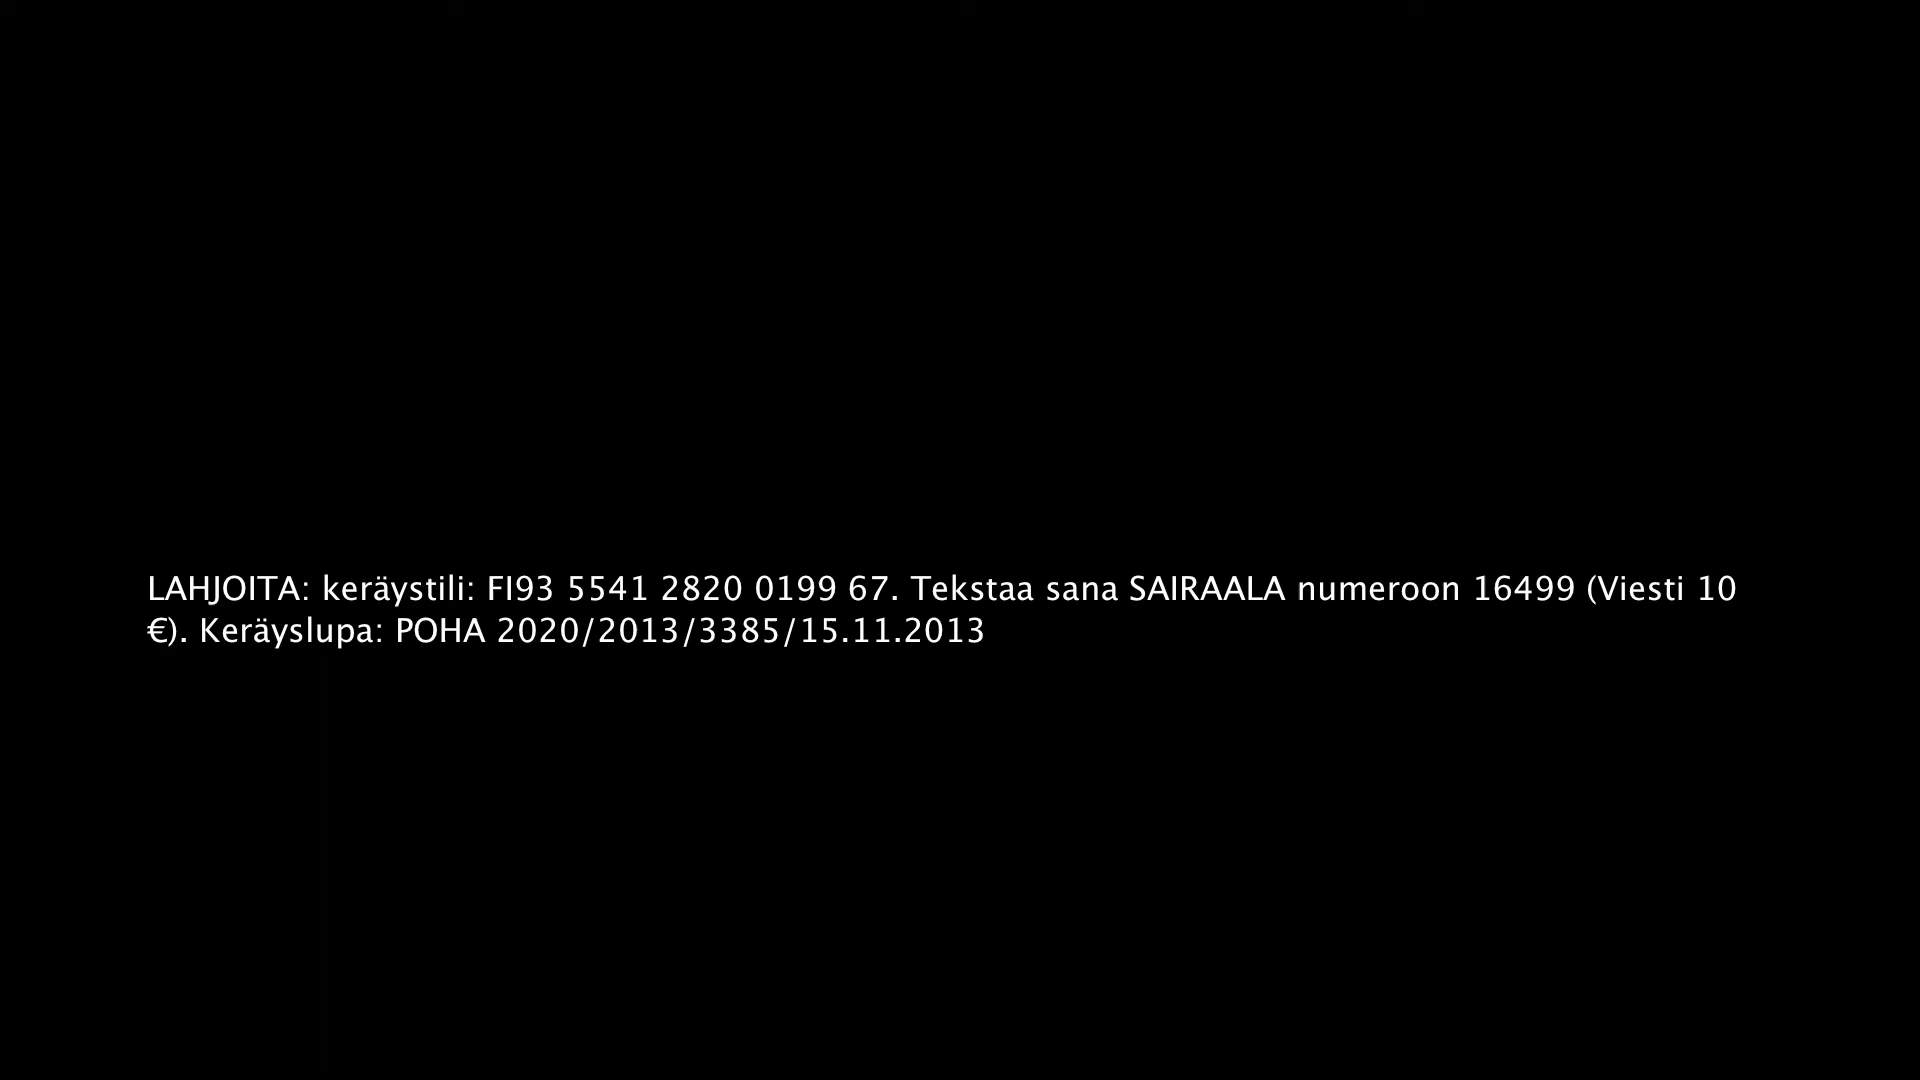 LAHJOITA: keräystili: FI93 5541 2820 0199 67. Tekstaa sana SAIRAALA numeroon 16499 (Viesti 10
€). Keräyslupa: POHA 2020/2013/3385/15.11.2013